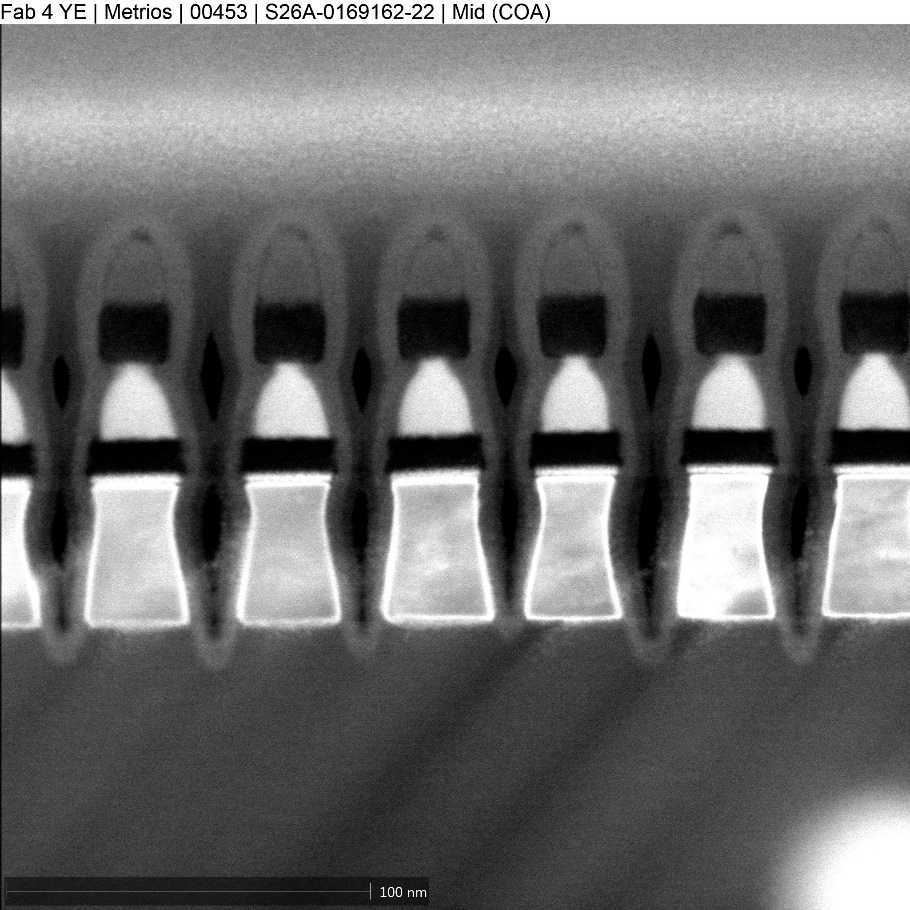 Fab 4 YE | Metrios | 00453 | S26A-0169162-22 | Mid (COA)
100 nm